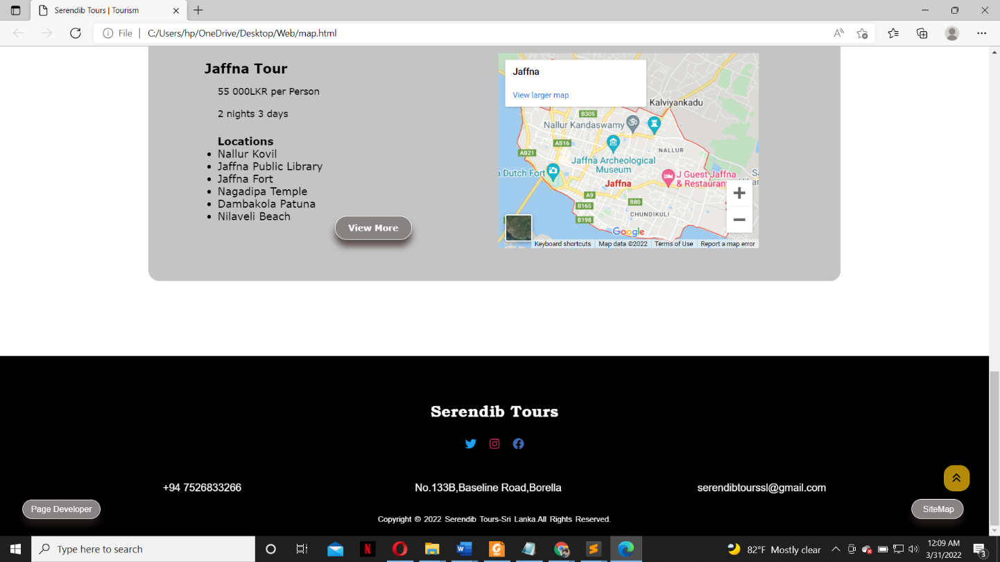 Serendib Tours | Tourism
File
C:/Users/hp/OneDrive/Desktop/Web/map.html
Jaffna Tour
55 000LKR per Person
2 nights 3 days
Locations
Nallur Kovil
Jaffna Public Library
Jaffna Fort
Nagadipa Temple
Dambakola Patuna
Nilaveli Beach
View More
Jaffna
View larger map
Kalviyankadu
B305
Nallur Kandaswamy
AB16
NALLUR
AB21
Jaffna Archeological
Museum
a Dutch Fort
J Guest Jaffna
& Restaurant
Jaffna
A9
B165
B80
CHUNDIKULI
B198
Google
Keyboard shortcuts
Map data ©2022
Terms of Use
Report a map error
Serendib Tours
+94 7526833266
No.133B,Baseline Road,Borella
serendibtourssl@gmail.com
Page Developer
SiteMap
Copyright © 2022 Serendib Tours-Sri Lanka.All Rights Reserved.
Type here to search
82°F Mostly clear
12:09 AM
3/31/2022
3